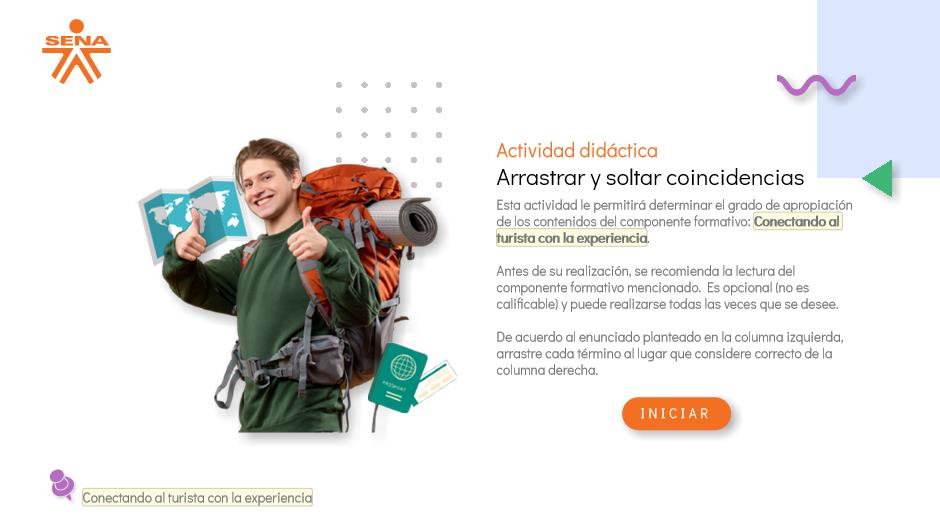 SENA
Actividad didáctica
Arrastrar y soltar coincidencias
Esta actividad le permitirá determinar el grado de apropiación
de los contenidos del componente formativo: Conectando al
turista con la experiencia.
Antes de su realización, se recomienda la lectura del
componente formativo mencionado. Es opcional (no es
calificable) y puede realizarse todas las veces que se desee.
De acuerdo al enunciado planteado en la columna izquierda,
arrastre cada término al lugar que considere correcto de la
columna derecha.
PASSPORT
INICIAR
Conectando al turista con la experiencia